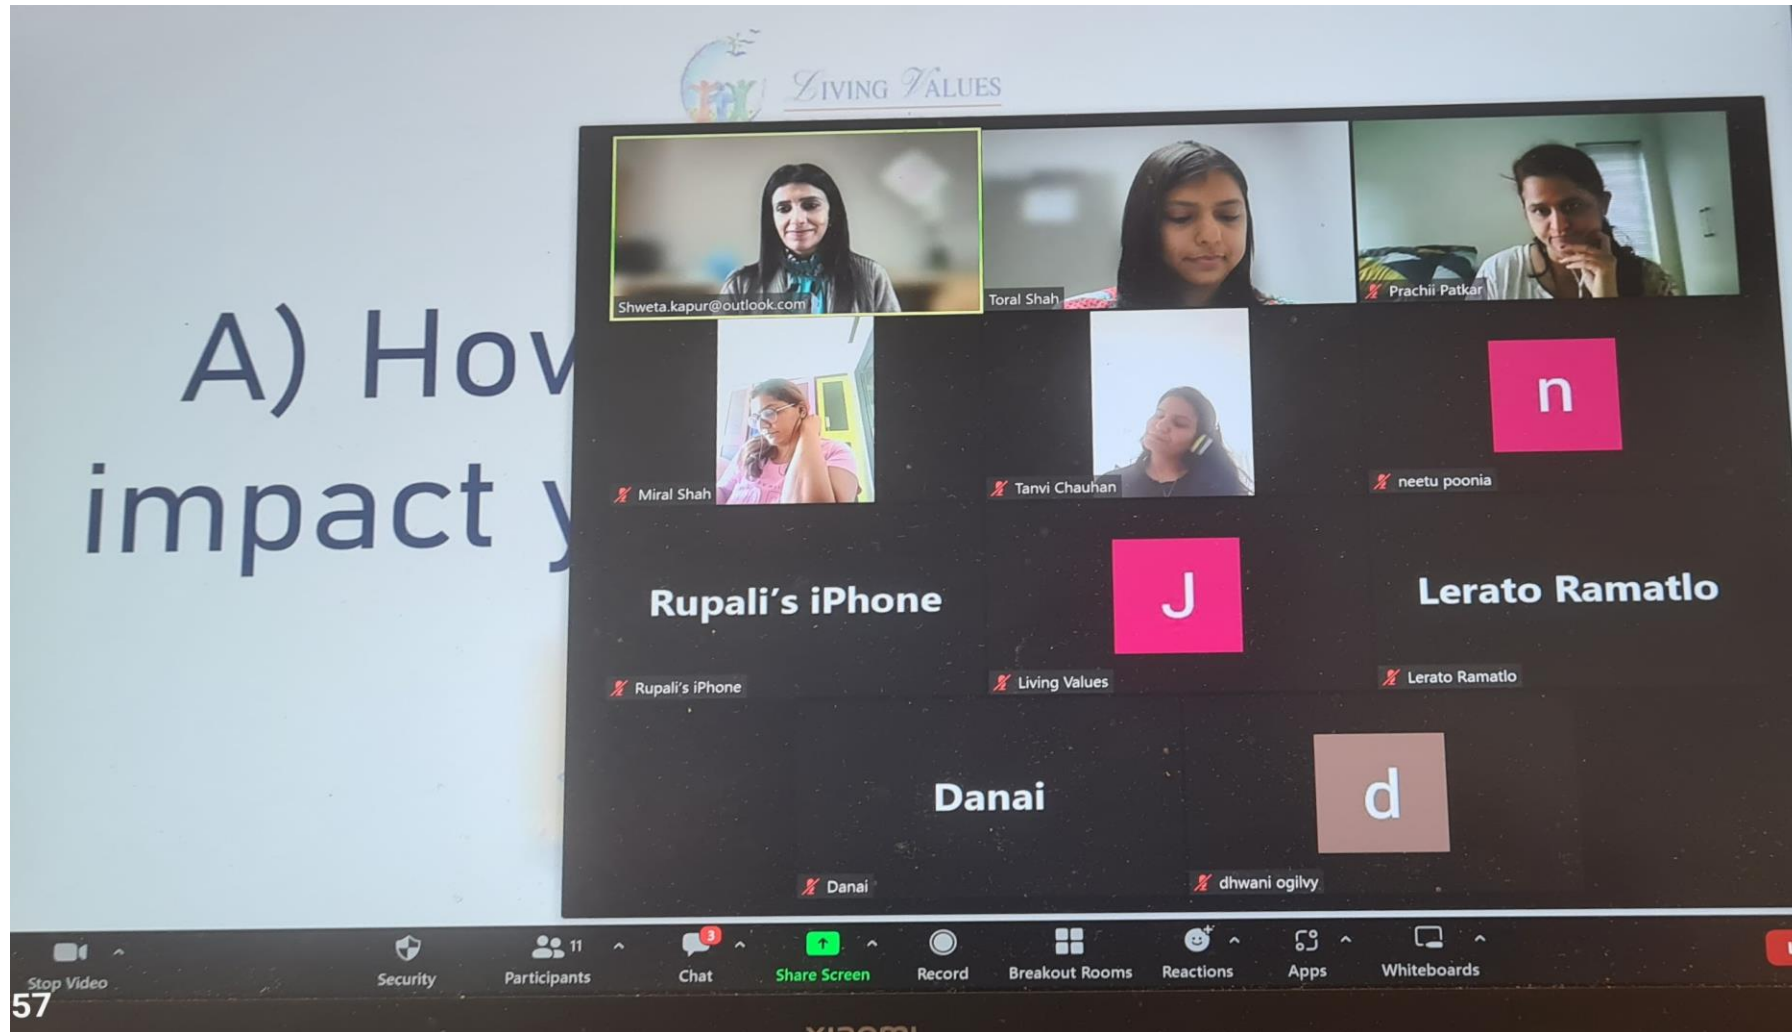 LIVING VALUES
A) How
impact y
Shweta.kapur@outlook.com
Toral Shah
Prachii Patkar
Miral Shah
Tanvi Chauhan
n
neetu poonia
Rupali's iPhone
J
Lerato Ramatlo
Rupali's iPhone
Living Values
Lerato Ramatlo
Danai
d
Danai
dhwani ogilvy
Stop Video
Security
11
Participants
3
Chat
Share Screen
Record
Breakout Rooms
Reactions
Apps
Whiteboards
57
xiaomi